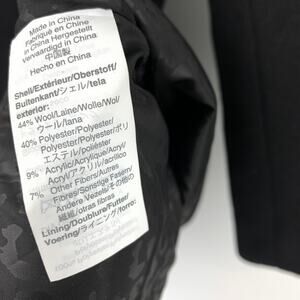 Made in China
Fabriqué en China
in China Hergestellt
vervaardigd in China
中国製
Hecho en China
Shell/Extérieur/Oberstoff/
Buitenkant/シェル/tela
exterior:
44% Wool/Laine/Wolle/Wol/
ウール/lana
40% Polyester/Polyester/
Polyester/Polyester/ポリ
エステル/poliéster
9% Acrylic/Acrylique/Acryl/
Acryl/アクリル/acrílico
7% Other Fibers/Autres
Fibres/Sonstige Fasern/
Andere Vezels/その他の
繊維/otras fibras
Lining/Doublure/Futter/
Voering/ライニング/forro: